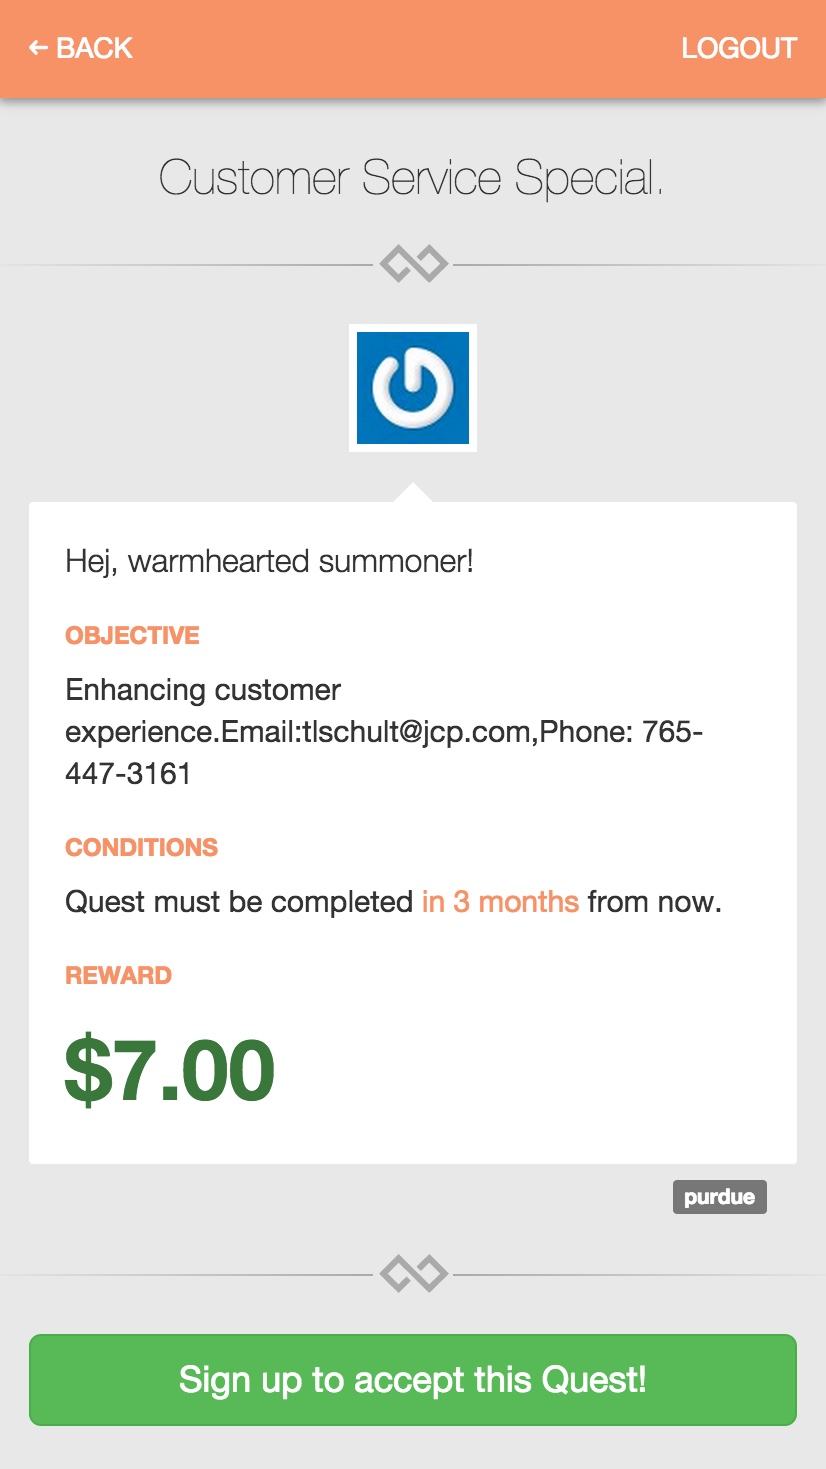 ← BACK
LOGOUT
Customer Service Special.
Hej, warmhearted summoner!
OBJECTIVE
Enhancing customer
experience.Email:tlschult@jcp.com,Phone: 765-
447-3161
CONDITIONS
Quest must be completed in 3 months from now.
REWARD
$7.00
purdue
Sign up to accept this Quest!